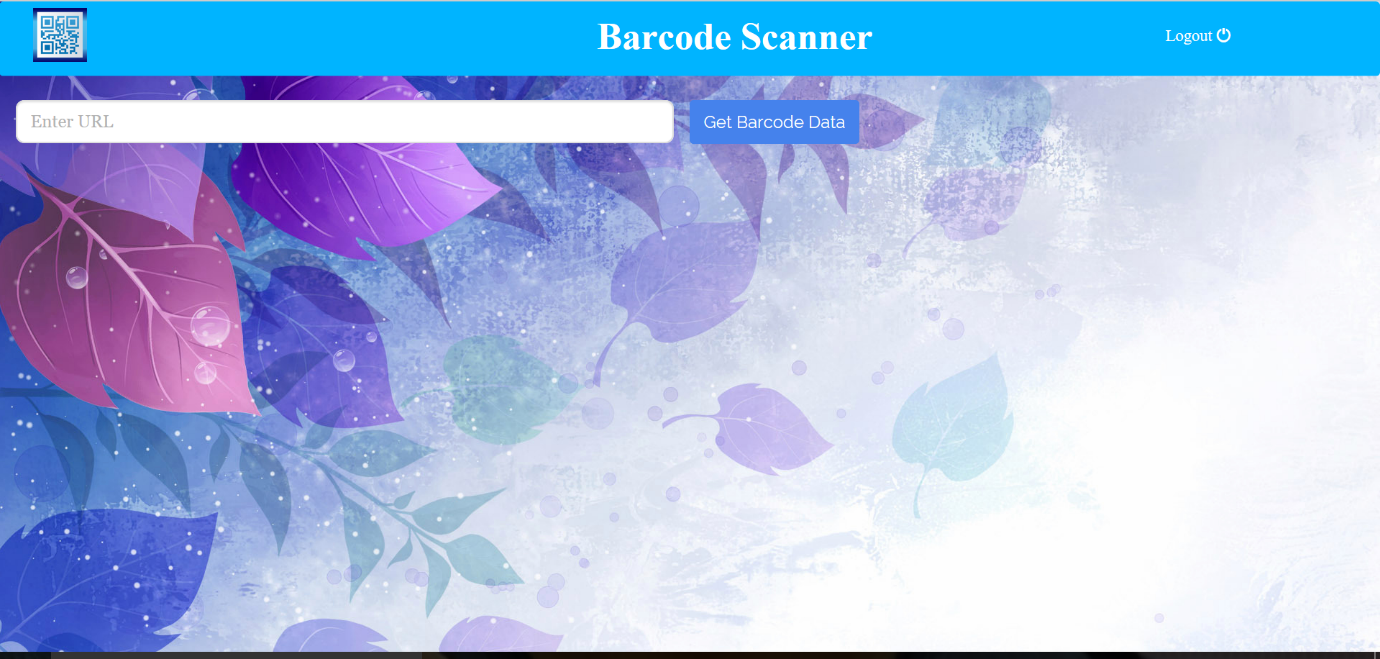 Barcode Scanner
Logout
Enter URL
Get Barcode Data